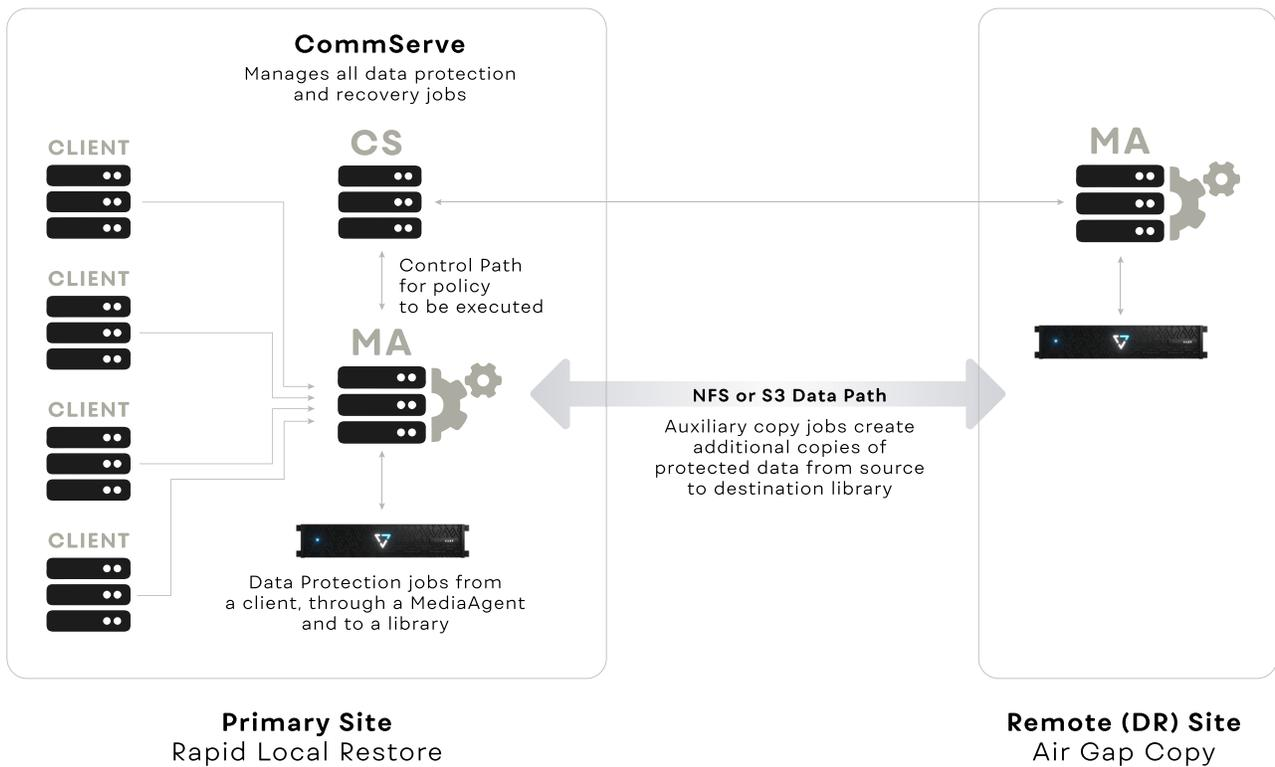 CommServe
Manages all data protection
and recovery jobs
CLIENT
CS
MA
CLIENT
Control Path
for policy
to be executed
MA
NFS or S3 Data Path
CLIENT
Auxiliary copy jobs create
additional copies of
protected data from source
to destination library
CLIENT
Data Protection jobs from
a client, through a MediaAgent
and to a library
Primary Site
Rapid Local Restore
Remote (DR) Site
Air Gap Copy